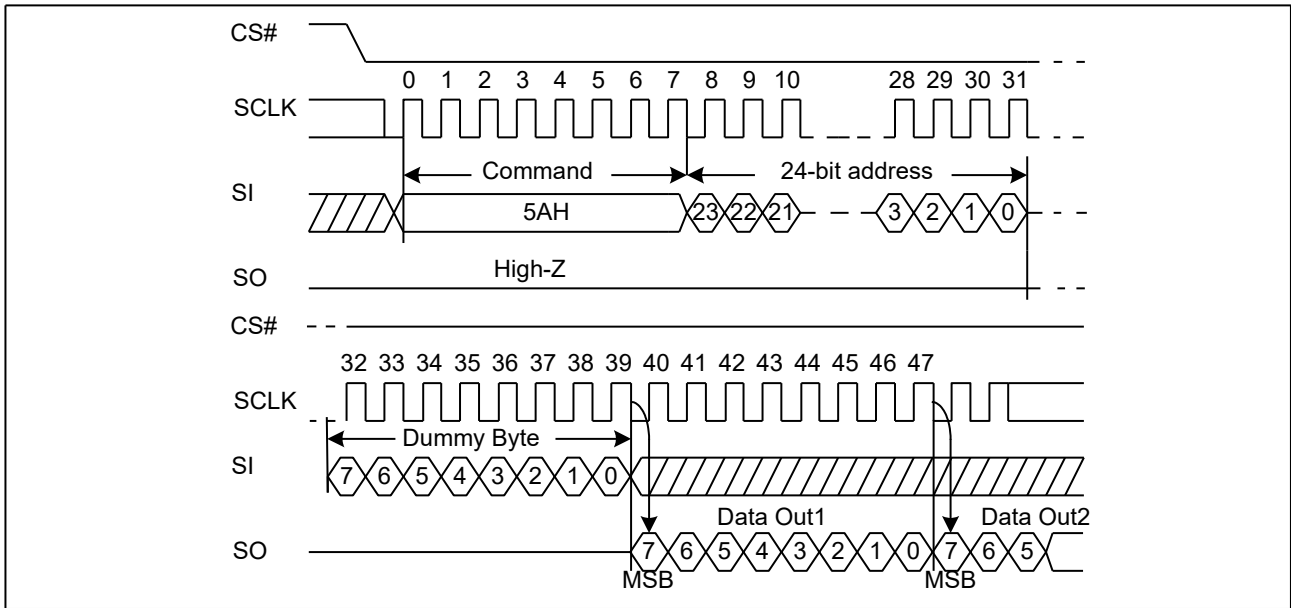 CS#
0 1 2 3 4 5 6 7 8 9 10 28 29 30 31
SCLK
Command 24-bit address
SI
5AH 23 22 21 3 2 1 0
High-Z
SO
CS#
32 33 34 35 36 37 38 39 40 41 42 43 44 45 46 47
SCLK
Dummy Byte
SI
7 6 5 4 3 2 1 0
Data Out1 Data Out2
SO
7 6 5 4 3 2 1 0 7 6 5
MSB MSB